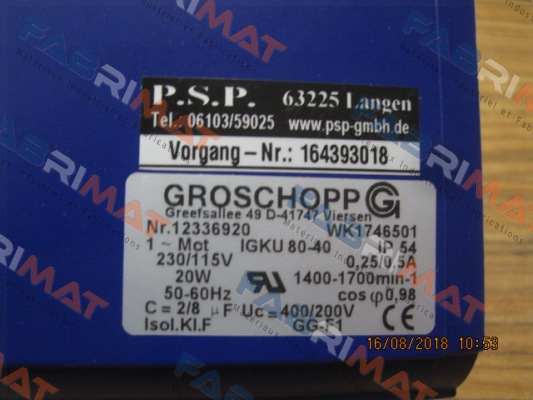 P.S.P. 63225 Langen
Tel.: 06103/59025 www.psp-gmbh.de
Vorgang-Nr.: 164393018
GROSCHOPP G
Greefsallee 49 D-41747 Viersen
Nr.12336920 WK1746501
1 ~ Mot IGKU 80-40 IP 54
230/115V 0,25/0,5A
20W 1400-1700min-1
50-60Hz cos φ0,98
C = 2/8 µF Uc = 400/200V
Isol.Kl.F GG-F1 CE
16/08/2018 10:53
FABRIMAT